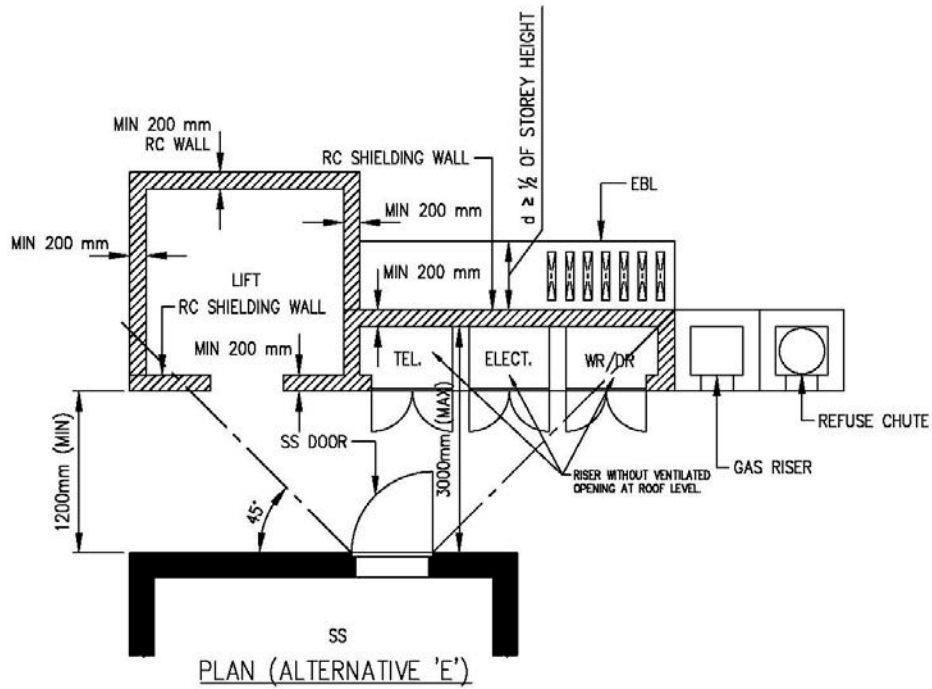 d ≥ ½ OF STOREY HEIGHT
MIN 200 mm
RC WALL
RC SHIELDING WALL
EBL
MIN 200 mm
MIN 200 mm
MIN 200 mm
LIFT
RC SHIELDING WALL
MIN 200 mm
TEL.
ELECT.
WR/DR
1200mm (MIN)
3000mm (MAX)
SS DOOR
REFUSE CHUTE
GAS RISER
RISER WITHOUT VENTILATED
OPENING AT ROOF LEVEL.
45°
SS
PLAN (ALTERNATIVE 'E')